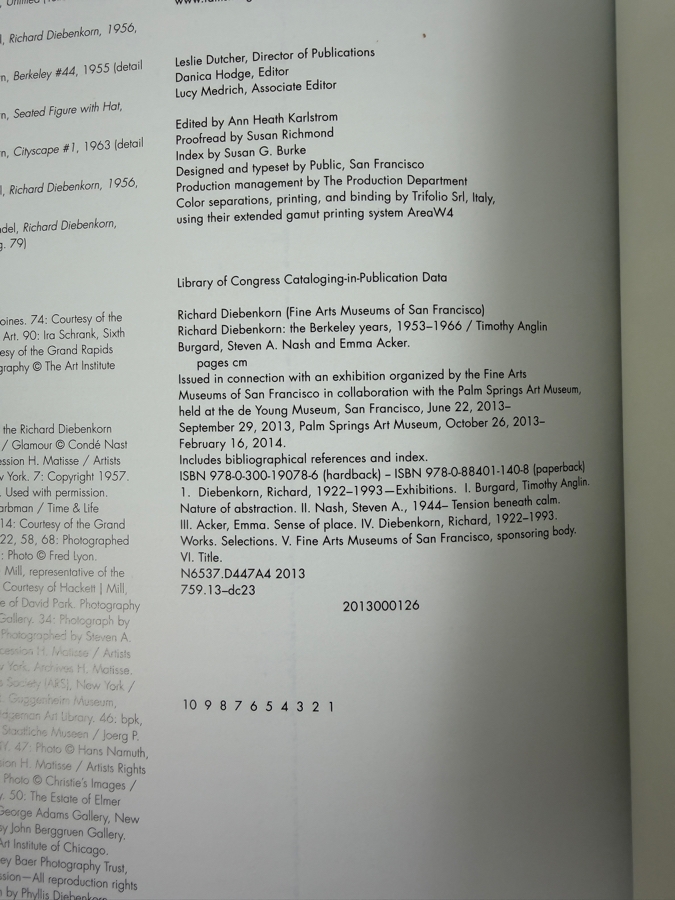 l, Richard Diebenkorn, 1956,
n, Berkeley #44, 1955 (detail
n, Seated Figure with Hat,
n, Cityscape #1, 1963 (detail
l, Richard Diebenkorn, 1956,
del, Richard Diebenkorn,
g. 79)
oines. 74: Courtesy of the
Art. 90: Ira Schrank, Sixth
esy of the Grand Rapids
graphy © The Art Institute
the Richard Diebenkorn
/ Glamour © Condé Nast
ession H. Matisse / Artists
v York. 7: Copyright 1957.
. Used with permission.
arbman / Time & Life
14: Courtesy of the Grand
22, 58, 68: Photographed
: Photo © Fred Lyon.
Mill, representative of the
Courtesy of Hackett | Mill,
e of David Park. Photography
Gallery. 34: Photograph by
Photographed by Steven A.
cession H. Matisse / Artists
York. Archives H. Matisse.
s Society (ARS), New York /
. Guggenheim Museum,
idgeman Art Library. 46: bpk,
Staatliche Museen / Joerg P.
Y. 47: Photo © Hans Namuth,
sion H. Matisse / Artists Rights
Photo © Christie's Images /
. 50: The Estate of Elmer
George Adams Gallery, New
y John Berggruen Gallery.
Art Institute of Chicago.
ey Baer Photography Trust,
ssion—All reproduction rights
n by Phyllis Diebenkorn
Leslie Dutcher, Director of Publications
Danica Hodge, Editor
Lucy Medrich, Associate Editor
Edited by Ann Heath Karlstrom
Proofread by Susan Richmond
Index by Susan G. Burke
Designed and typeset by Public, San Francisco
Production management by The Production Department
Color separations, printing, and binding by Trifolio Srl, Italy,
using their extended gamut printing system AreaW4
Library of Congress Cataloging-in-Publication Data
Richard Diebenkorn (Fine Arts Museums of San Francisco)
Richard Diebenkorn: the Berkeley years, 1953–1966 / Timothy Anglin
Burgard, Steven A. Nash and Emma Acker.
pages cm
Issued in connection with an exhibition organized by the Fine Arts
Museums of San Francisco in collaboration with the Palm Springs Art Museum,
held at the de Young Museum, San Francisco, June 22, 2013–
September 29, 2013, Palm Springs Art Museum, October 26, 2013–
February 16, 2014.
Includes bibliographical references and index.
ISBN 978-0-300-19078-6 (hardback) – ISBN 978-0-88401-140-8 (paperback)
1. Diebenkorn, Richard, 1922–1993—Exhibitions. I. Burgard, Timothy Anglin.
Nature of abstraction. II. Nash, Steven A., 1944– Tension beneath calm.
III. Acker, Emma. Sense of place. IV. Diebenkorn, Richard, 1922–1993.
Works. Selections. V. Fine Arts Museums of San Francisco, sponsoring body.
VI. Title.
N6537.D447A4 2013
759.13–dc23
2013000126
10 9 8 7 6 5 4 3 2 1